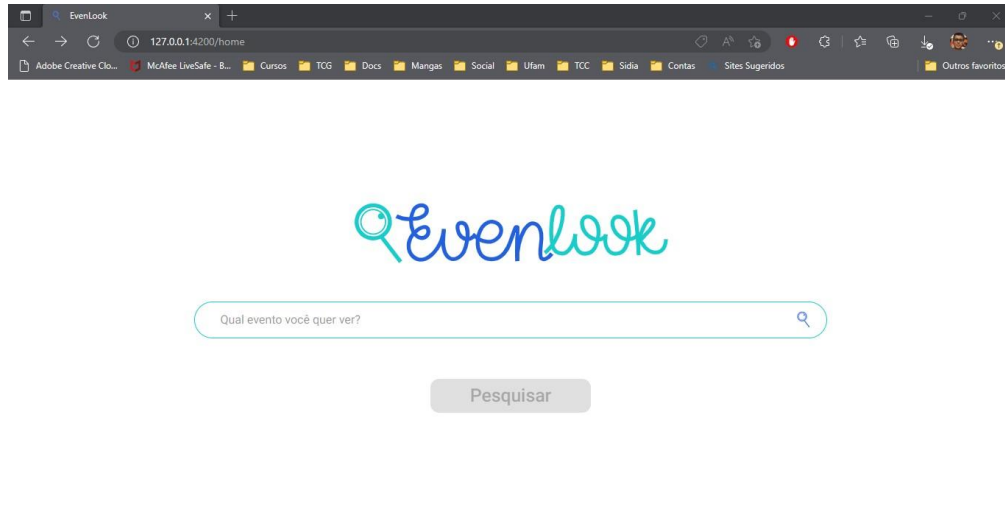 EvenLook
127.0.0.1:4200/home
Adobe Creative Clo... McAfee LiveSafe - B... Cursos TCG Docs Mangas Social Ufam TCC Sidia Contas Sites Sugeridos Outros favoritos
Evenlook
Qual evento você quer ver?
Pesquisar